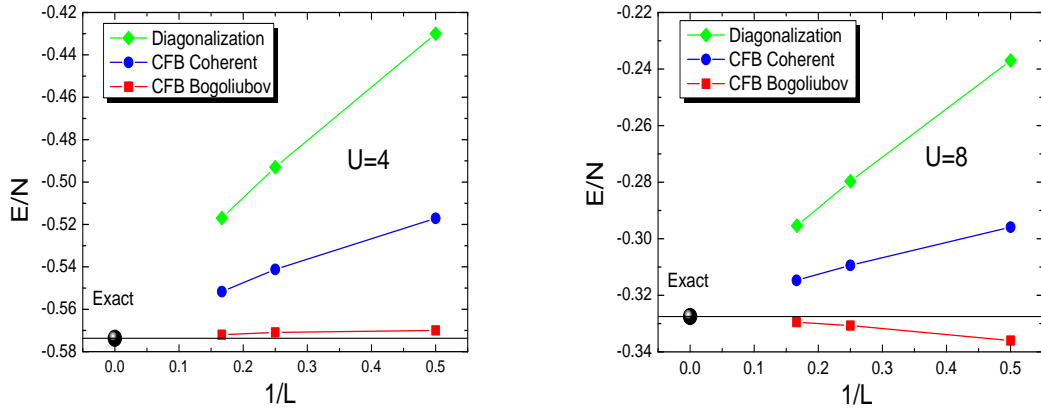 -0.42
-0.44
-0.46
-0.48
-0.50
-0.52
-0.54
-0.56
-0.58
E/N
Diagonalization
CFB Coherent
CFB Bogoliubov
U=4
Exact
0.0 0.1 0.2 0.3 0.4 0.5
1/L
-0.22
-0.24
-0.26
-0.28
-0.30
-0.32
-0.34
E/N
Diagonalization
CFB Coherent
CFB Bogoliubov
U=8
Exact
0.0 0.1 0.2 0.3 0.4 0.5
1/L